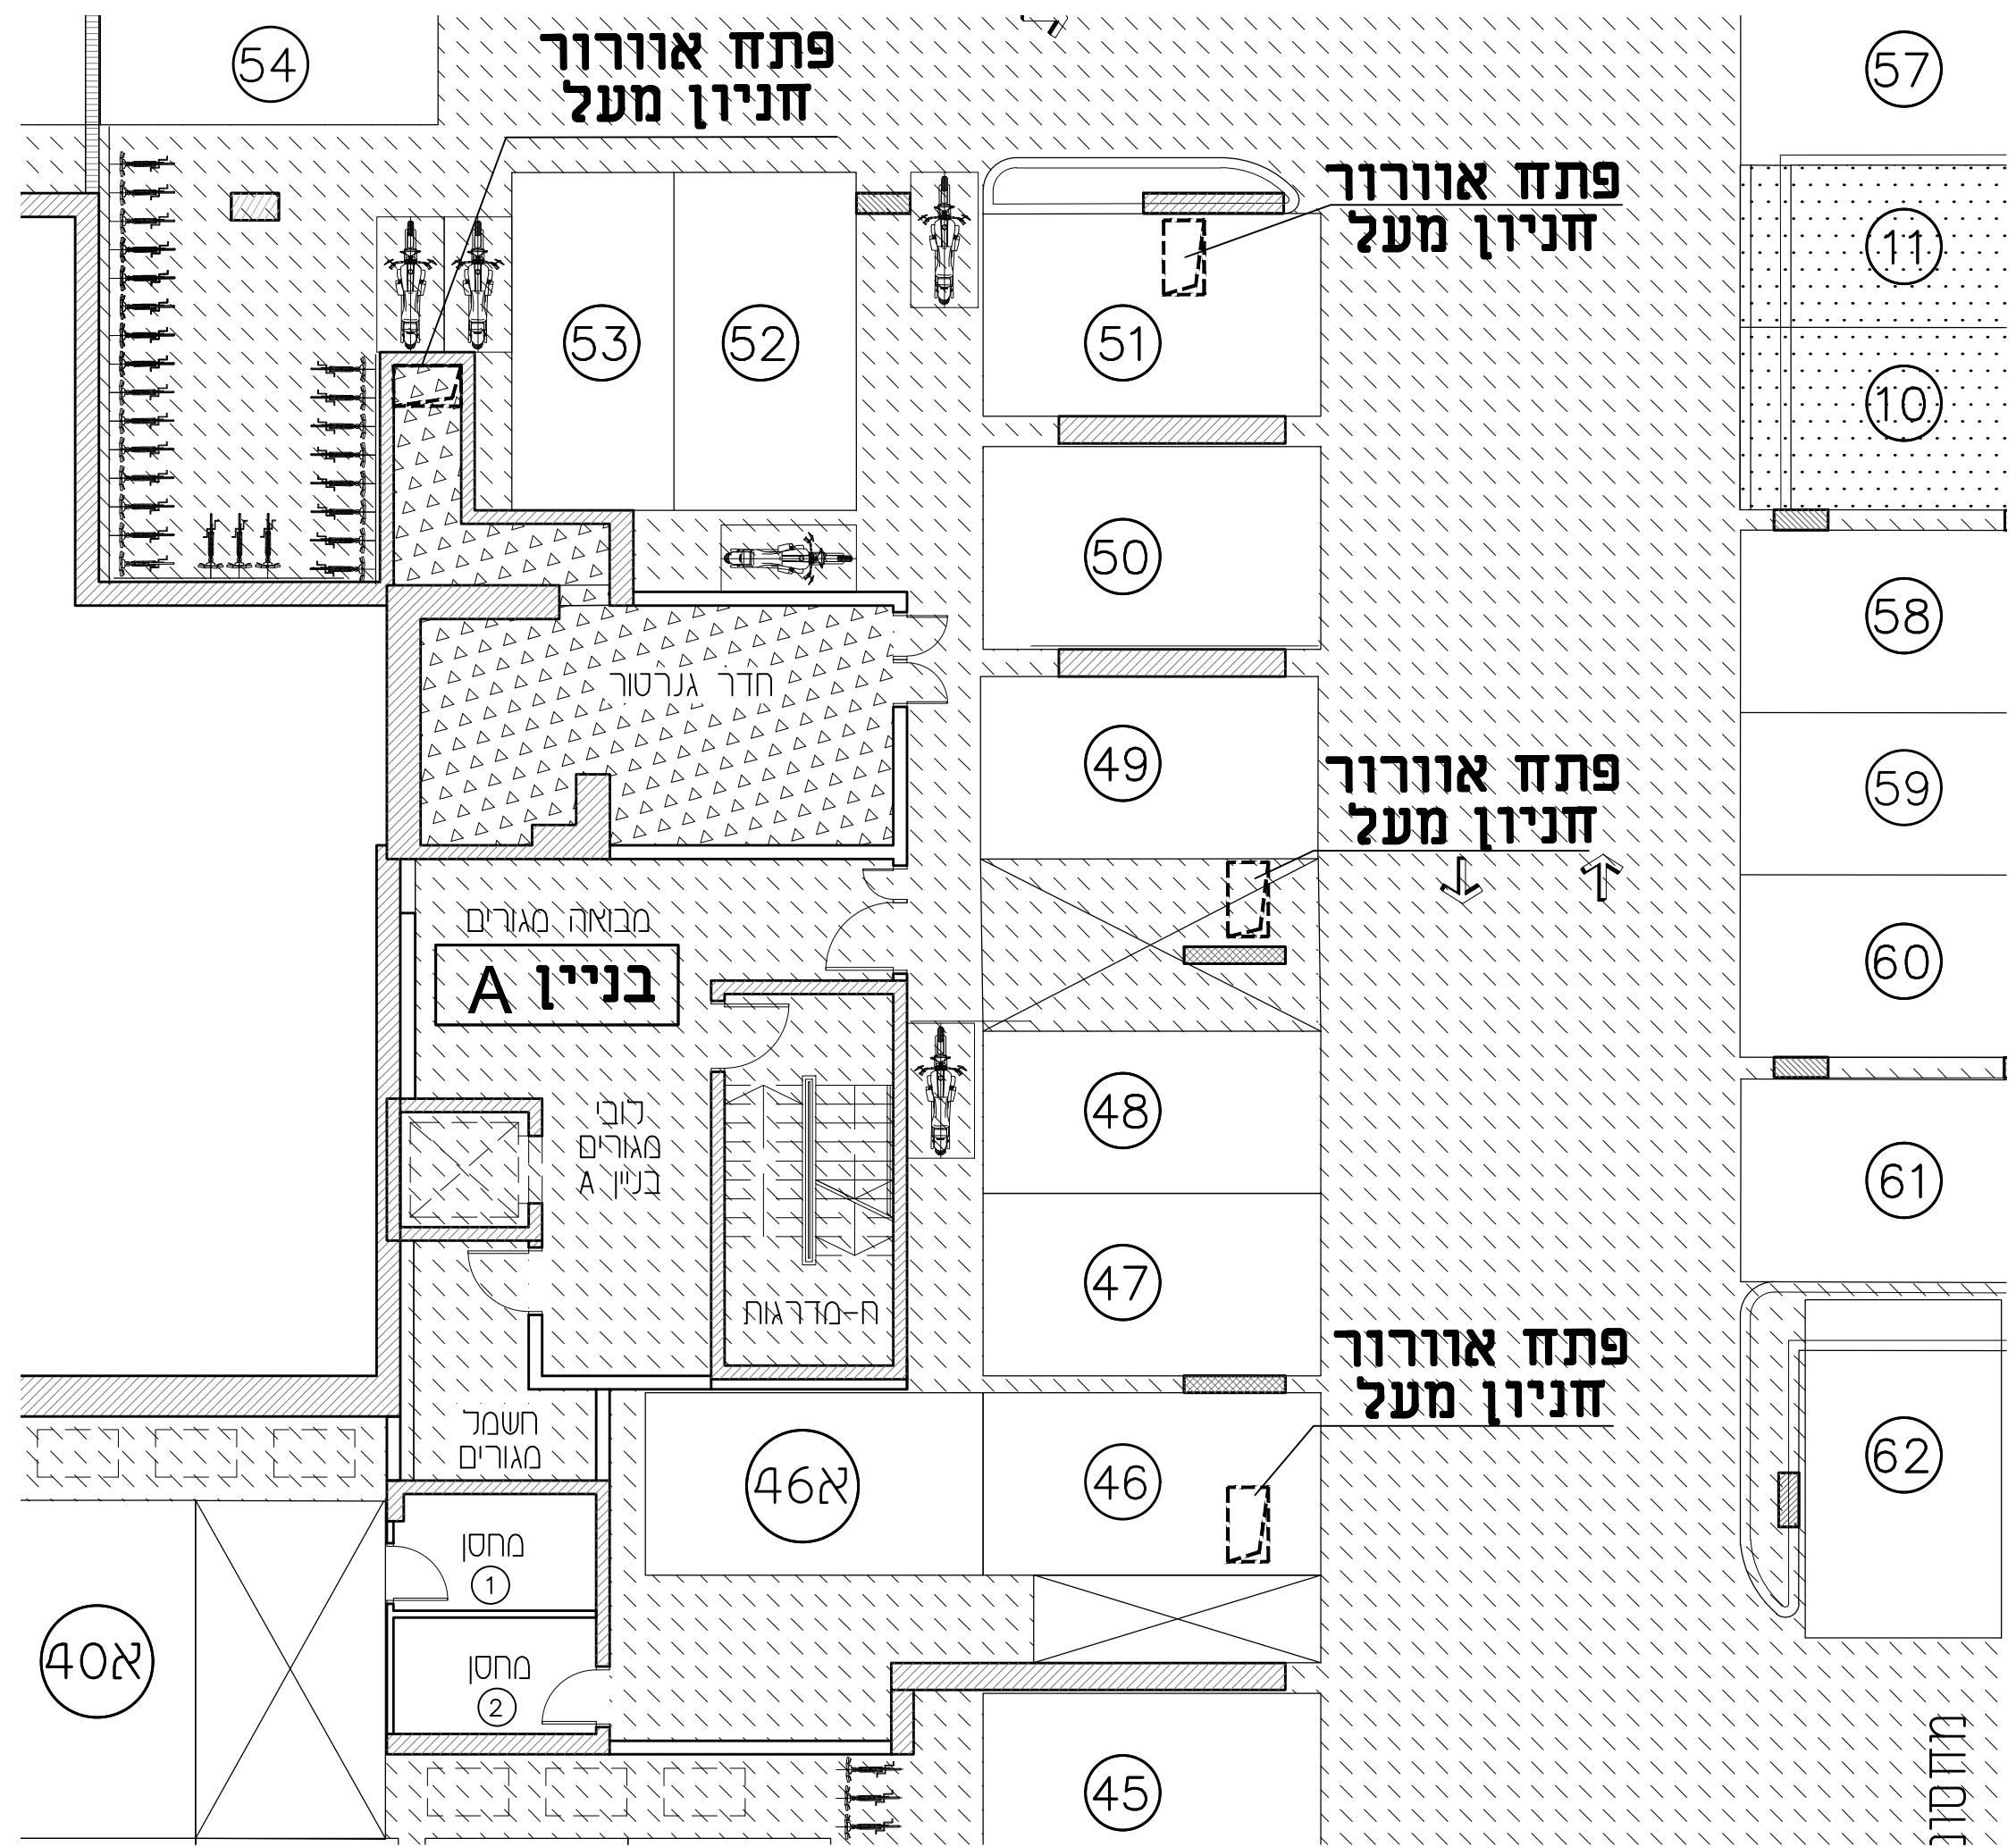 54
פתח אוורור
חניון מעל
57
פתח אוורור
חניון מעל
11
53
52
51
10
50
58
חדר גנרטור
49
פתח אוורור
חניון מעל
59
מבואה מגורים
בניין A
60
לובי
מגורים
בניין A
48
61
47
ח-מדרגות
פתח אוורור
חניון מעל
חשמל
מגורים
46א
46
62
מחסן
1
40א
מחסן
2
45